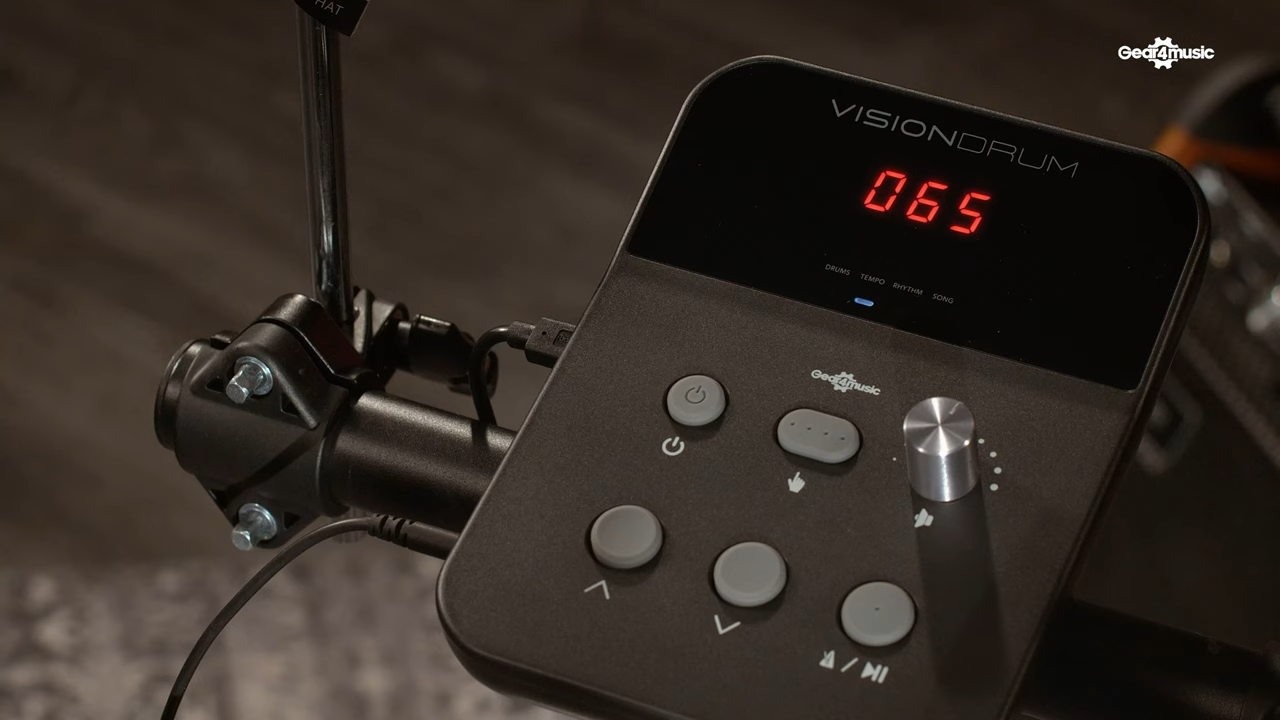 HAT
Gear4music
VISIONDRUM
065
DRUMS TEMPO RHYTHM SONG
Gear4music